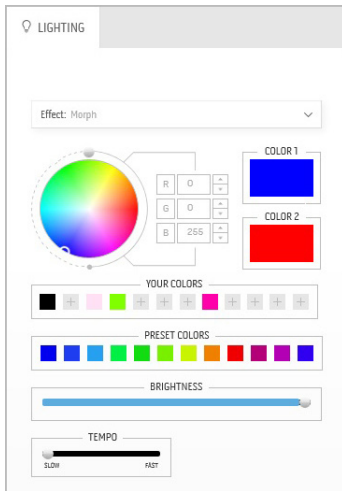 LIGHTING
Effect: Morph
COLOR 1
R 0
G 0
B 255
COLOR 2
YOUR COLORS
PRESET COLORS
BRIGHTNESS
TEMPO
SLOW FAST